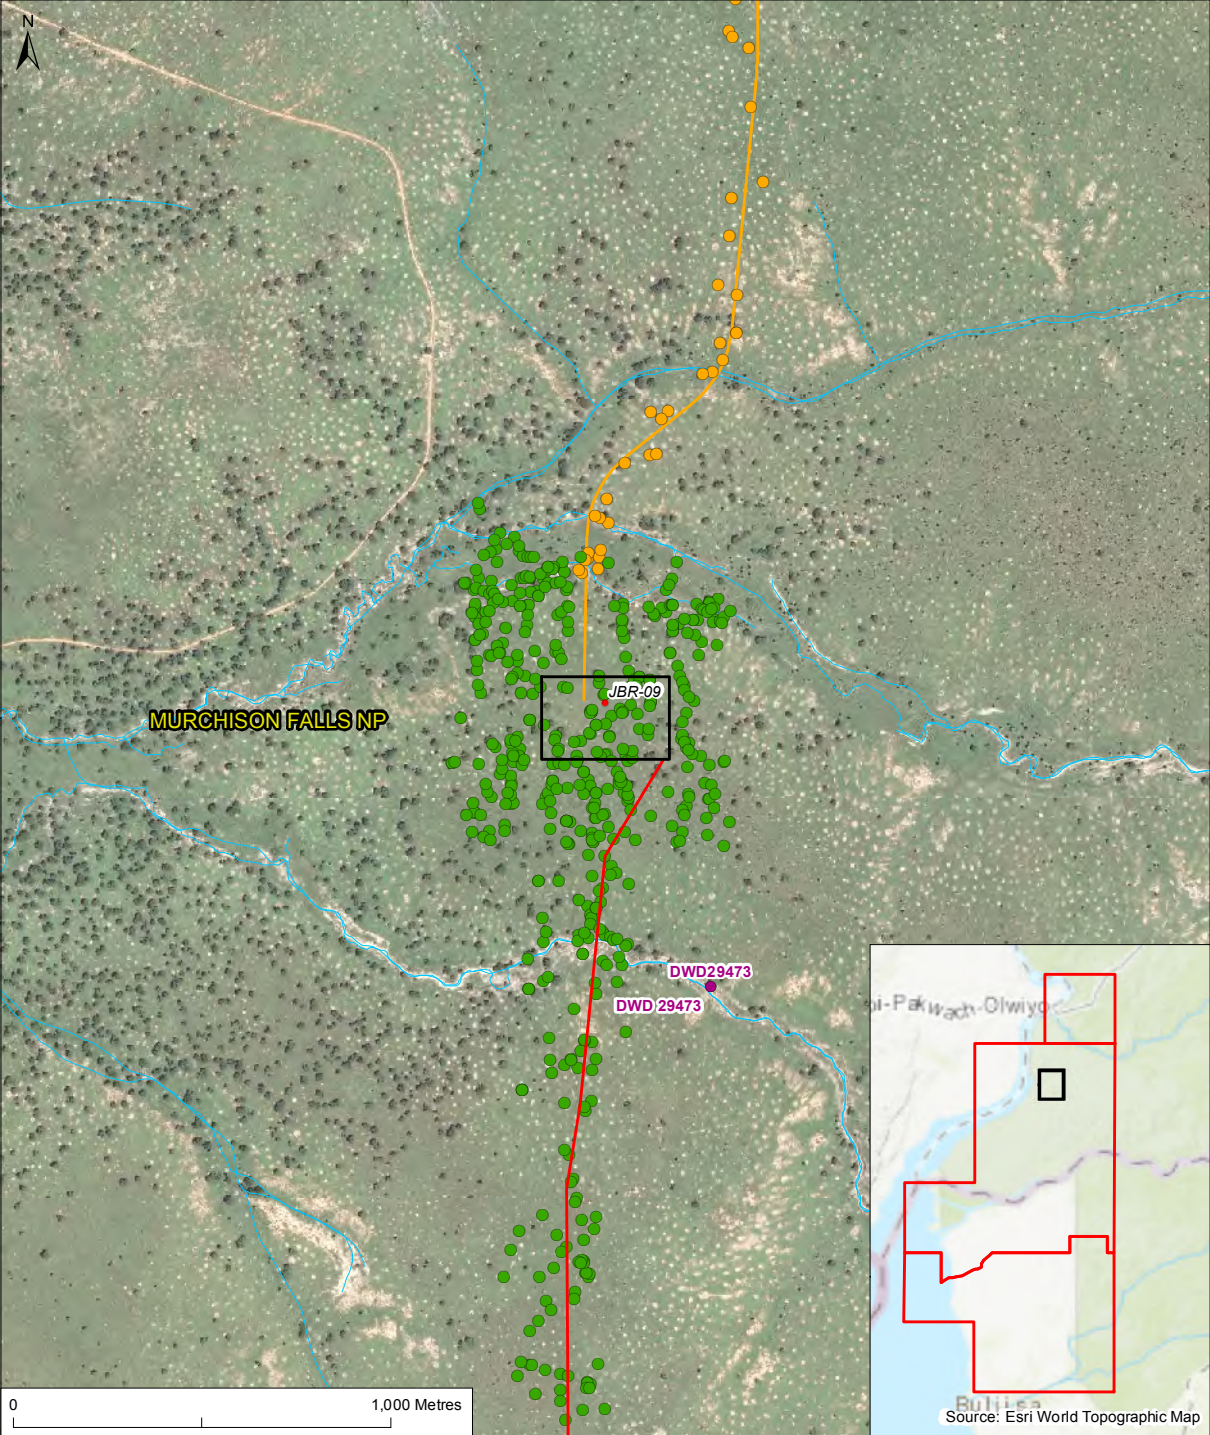 N
JBR-09
MURCHISON FALLS NP
DWD29473
DWD 29473
pi-Pakwach-Olwiyo
Buliisa
0 1,000 Metres
Source: Esri World Topographic Map